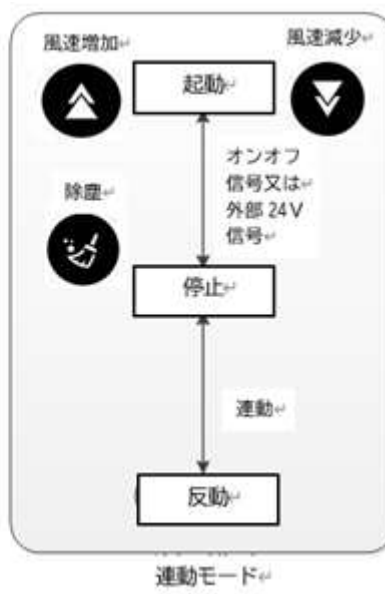 風速増加↵
風速減少↵
起動↵
オンオフ
信号又は↵
外部 24V
信号↵
除塵↵
停止↵
連動↵
反動↵
連動モード↵